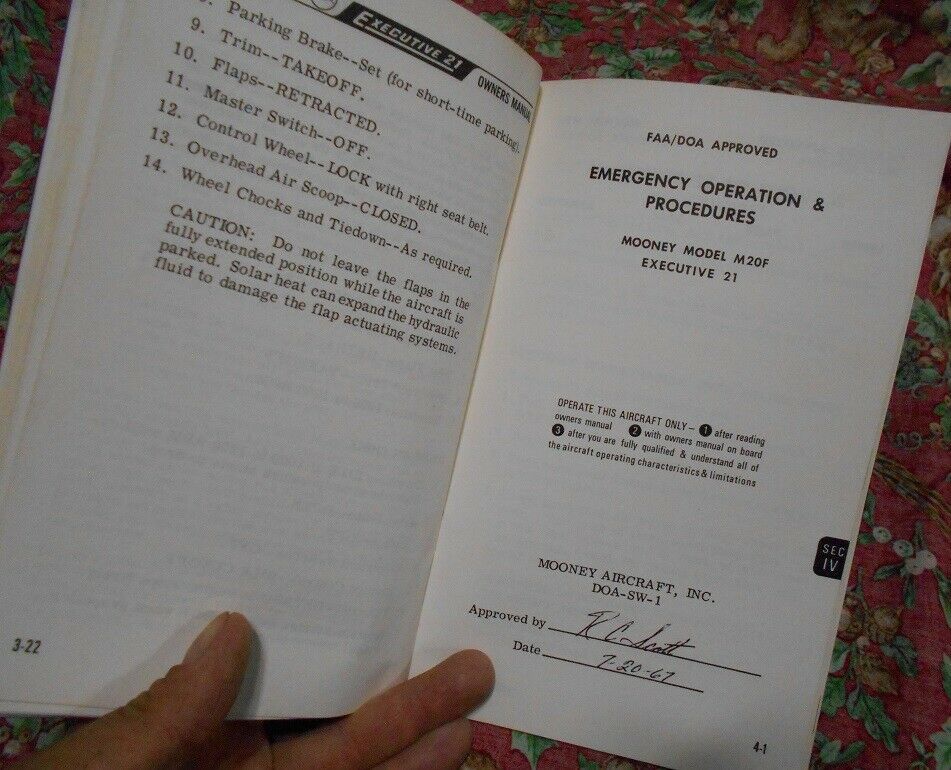 EXECUTIVE 21
OWNERS MANUAL
Parking Brake--Set (for short-time parking).
9. Trim--TAKEOFF.
10. Flaps--RETRACTED.
11. Master Switch--OFF.
12. Control Wheel--LOCK with right seat belt.
13. Overhead Air Scoop--CLOSED.
14. Wheel Chocks and Tiedown--As required.
CAUTION: Do not leave the flaps in the
fully extended position while the aircraft is
parked. Solar heat can expand the hydraulic
fluid to damage the flap actuating systems.
3-22
FAA/DOA APPROVED
EMERGENCY OPERATION &
PROCEDURES
MOONEY MODEL M20F
EXECUTIVE 21
OPERATE THIS AIRCRAFT ONLY— 1 after reading
owners manual 2 with owners manual on board
3 after you are fully qualified & understand all of
the aircraft operating characteristics & limitations
SEC
IV
MOONEY AIRCRAFT, INC.
DOA-SW-1
Approved by K C Scott
Date 7-20-67
4-1